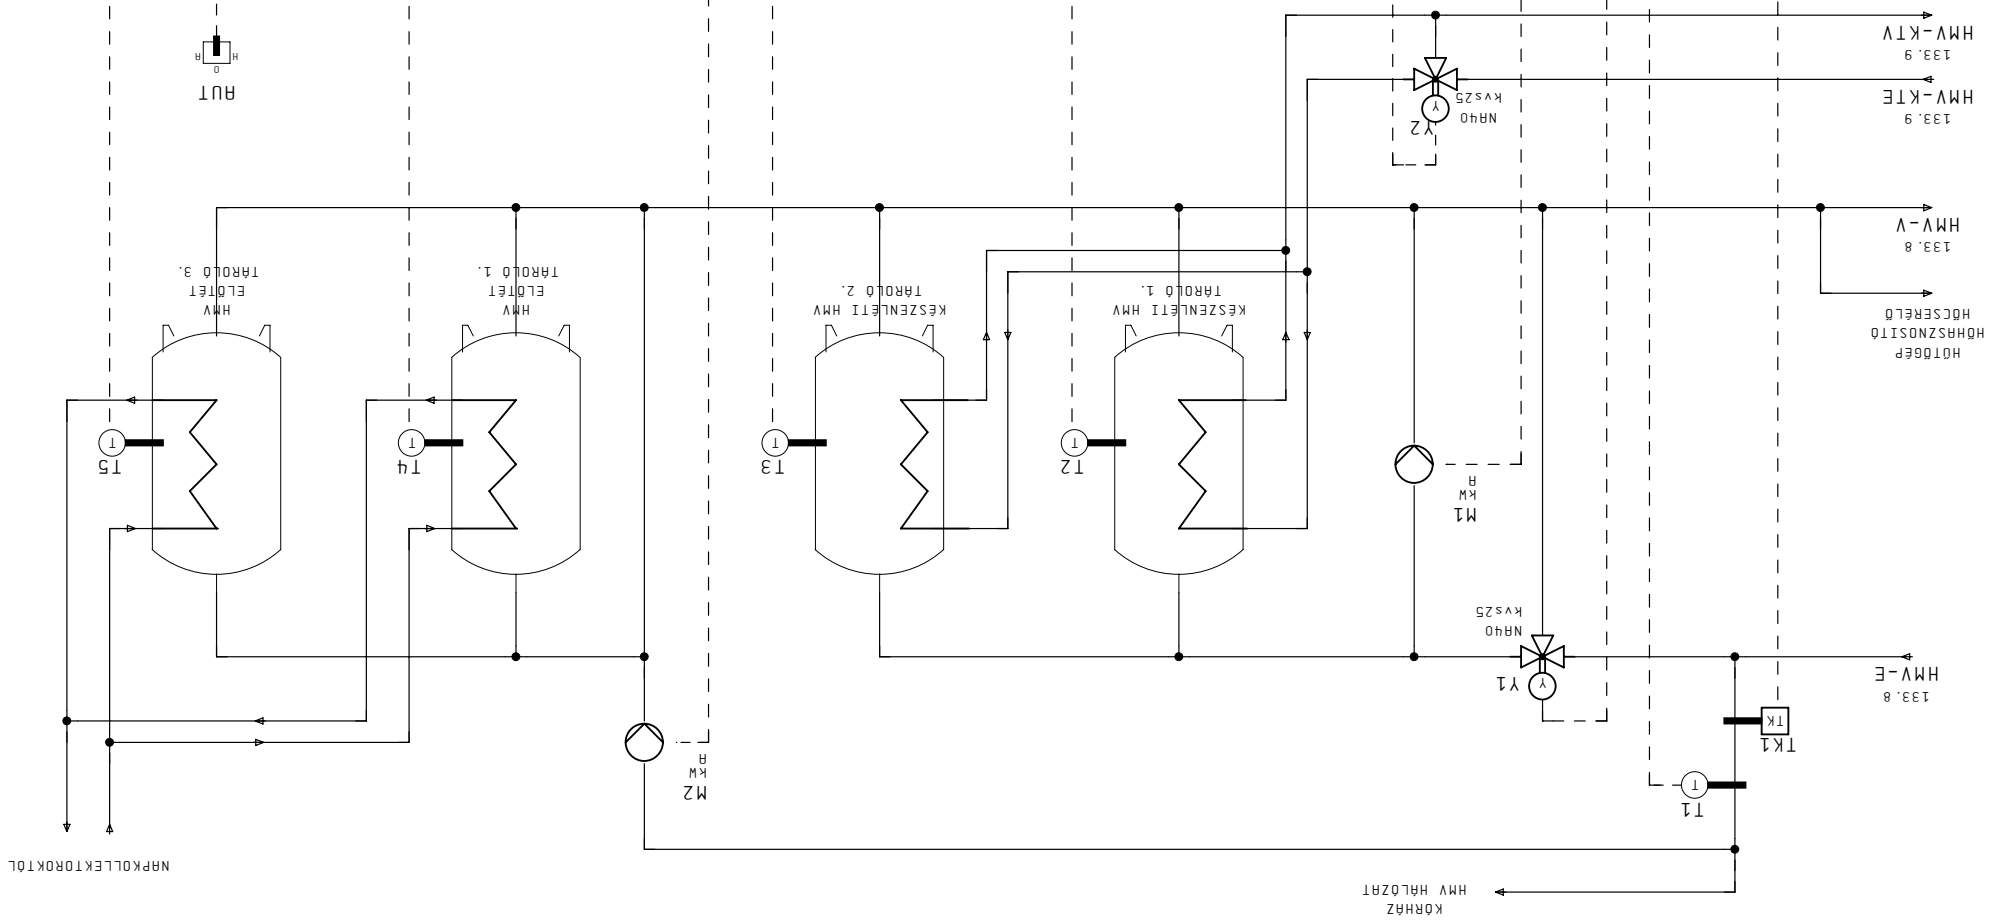 KÓRHÁZ
HMV HÁLÓZAT
NAPKOLLEKTOROKTÓL
T1
T
M2
kW
A
TK1
TK
133.8
HMV-E
Y1
Y
NA40
kvs25
M1
kW
A
T2
T
T3
T
T4
T
T5
T
HŰTŐGÉP
HŐHASZNOSÍTÓ
HŐCSERÉLŐ
KÉSZENLÉTI HMV
TÁROLÓ 1.
KÉSZENLÉTI HMV
TÁROLÓ 2.
HMV
ELŐTÉT
TÁROLÓ 1.
HMV
ELŐTÉT
TÁROLÓ 3.
133.8
HMV-V
Y2
Y
NA40
kvs25
133.9
HMV-KTE
133.9
HMV-KTV
AUT
O
H A